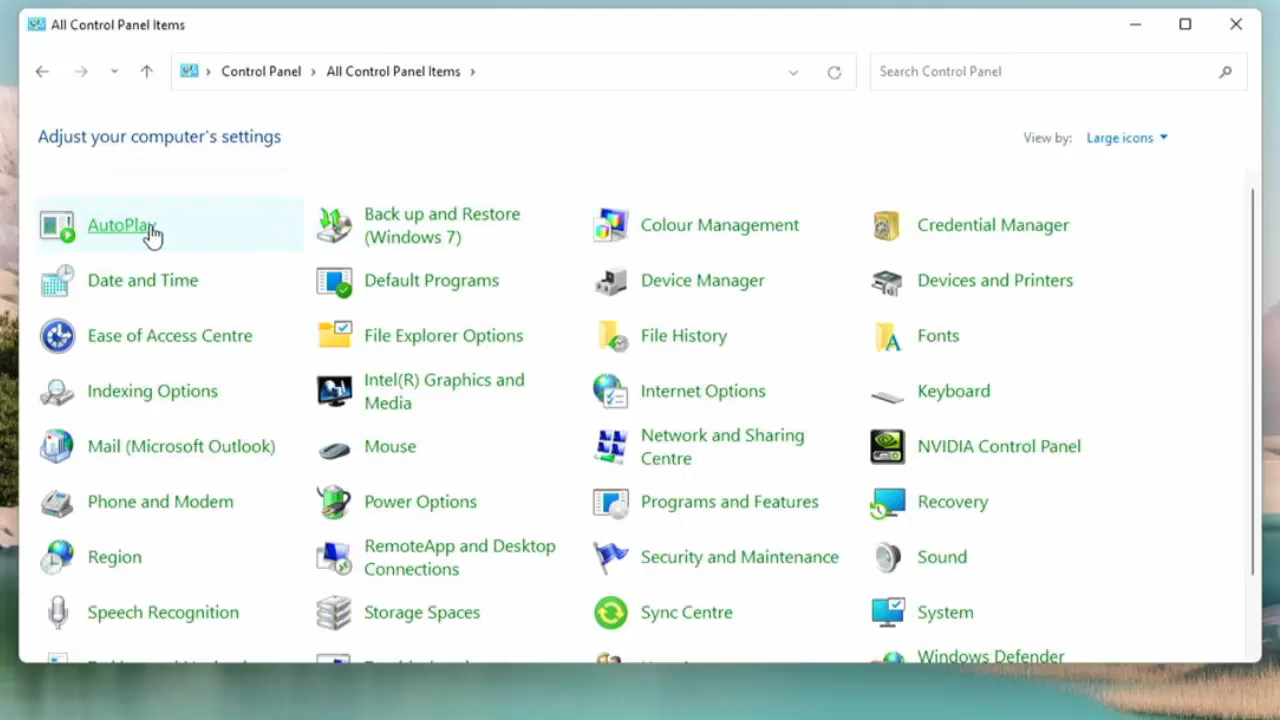 All Control Panel Items
Control Panel › All Control Panel Items ›
Search Control Panel
Adjust your computer's settings
View by: Large icons
AutoPlay
Back up and Restore
(Windows 7)
Colour Management
Credential Manager
Date and Time
Default Programs
Device Manager
Devices and Printers
Ease of Access Centre
File Explorer Options
File History
Fonts
Indexing Options
Intel(R) Graphics and
Media
Internet Options
Keyboard
Mail (Microsoft Outlook)
Mouse
Network and Sharing
Centre
NVIDIA Control Panel
Phone and Modem
Power Options
Programs and Features
Recovery
Region
RemoteApp and Desktop
Connections
Security and Maintenance
Sound
Speech Recognition
Storage Spaces
Sync Centre
System
Windows Defender